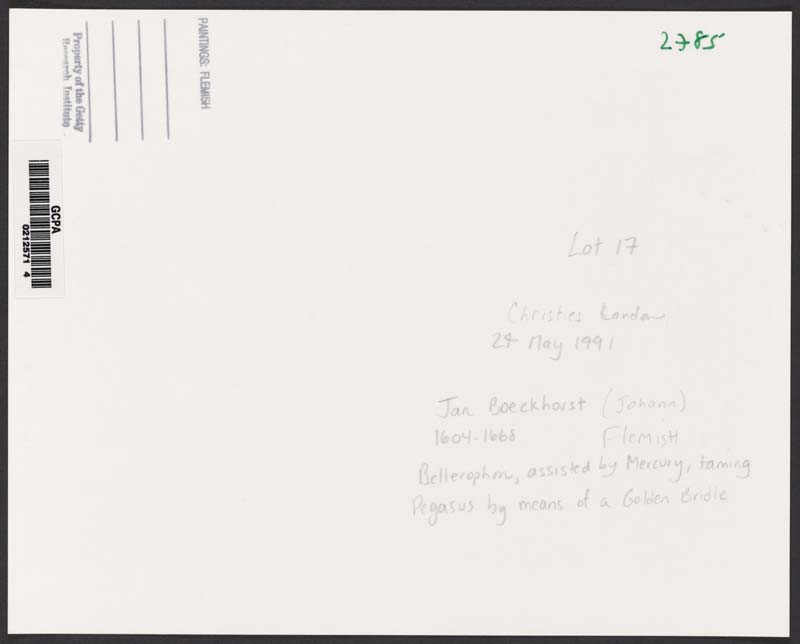 2785
PAINTINGS: FLEMISH
Property of the Getty
Research Institute
GCPA
0212571 4
Lot 17
Christies London
24 May 1991
Jan Boeckhorst (Johann)
1604-1668 Flemish
Bellerophon, assisted by Mercury, taming
Pegasus by means of a Golden Bridle